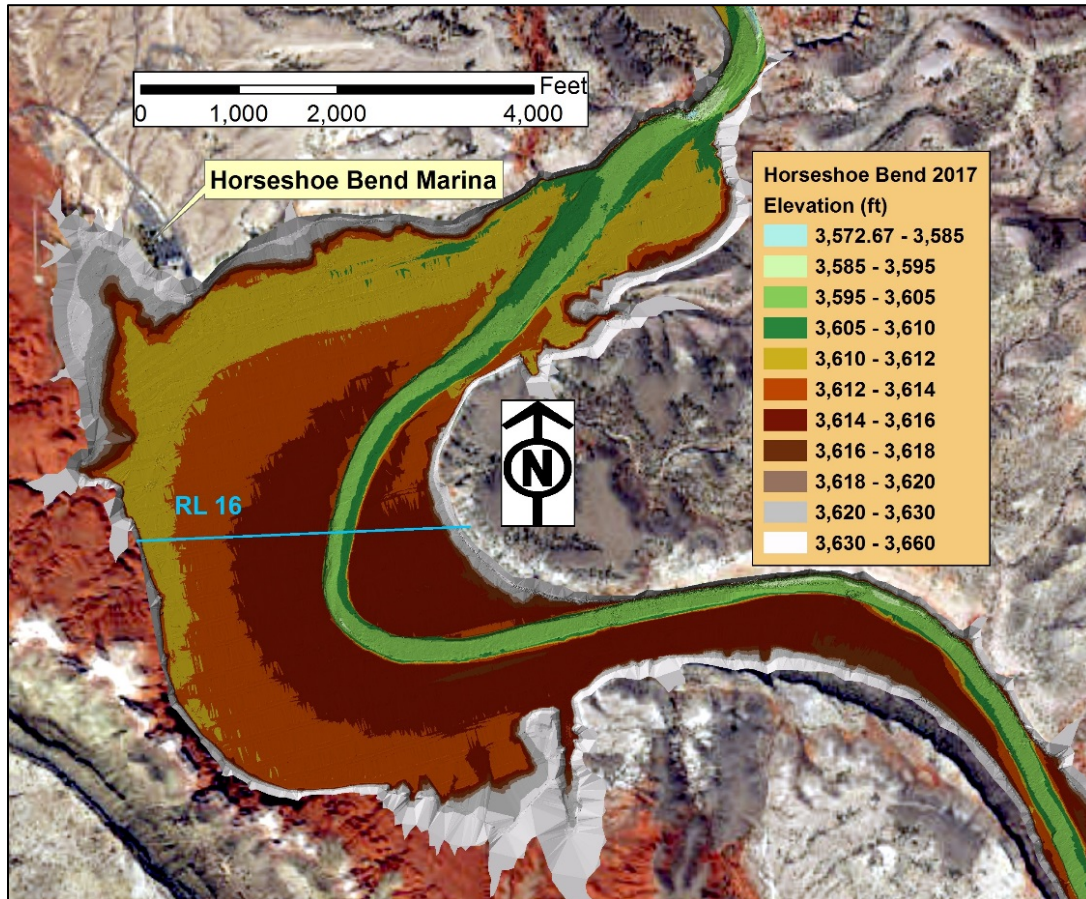 Feet
0 1,000 2,000 4,000
Horseshoe Bend Marina
Horseshoe Bend 2017
Elevation (ft)
3,572.67 - 3,585
3,585 - 3,595
3,595 - 3,605
3,605 - 3,610
3,610 - 3,612
3,612 - 3,614
3,614 - 3,616
3,616 - 3,618
3,618 - 3,620
3,620 - 3,630
3,630 - 3,660
N
RL 16